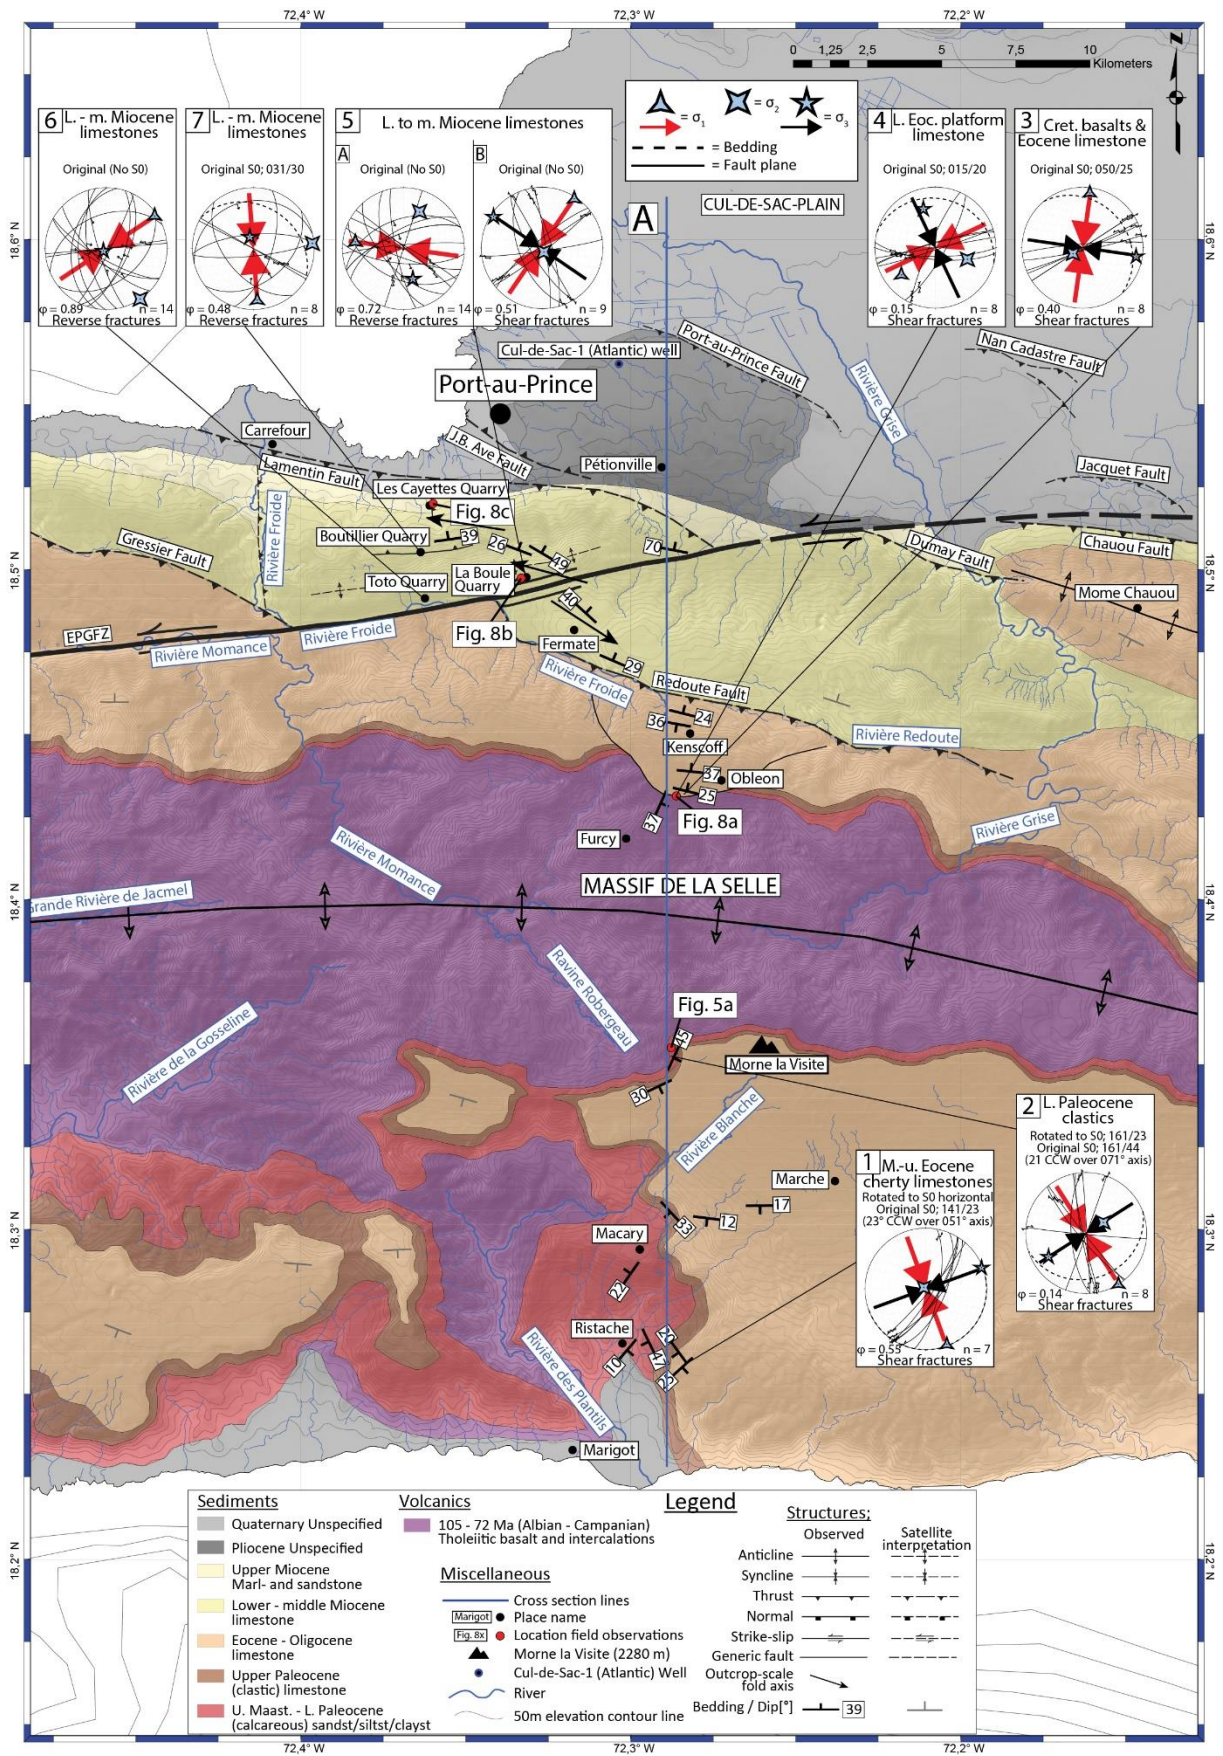 72,4° W
72,3° W
72,2° W
Z
0 1,25 2,5 5 7,5 10
Kilometers
= σ1 = σ2 = σ3
= Bedding
= Fault plane
6 L. - m. Miocene
limestones
Original (No S0)
φ = 0.89 n = 14
Reverse fractures
7 L. - m. Miocene
limestones
Original S0; 031/30
φ = 0.48 n = 8
Reverse fractures
5 L. to m. Miocene limestones
A
Original (No S0)
φ = 0.72 n = 14
Reverse fractures
B
Original (No S0)
φ = 0.51 n = 9
Shear fractures
4 L. Eoc. platform
limestone
Original S0; 015/20
φ = 0.15 n = 8
Shear fractures
3 Cret. basalts &
Eocene limestone
Original S0; 050/25
φ = 0.40 n = 8
Shear fractures
A
CUL-DE-SAC-PLAIN
18,6° N
18,6° N
Port-au-Prince Fault
Cul-de-Sac-1 (Atlantic) well
Nan Cadastre Fault
Port-au-Prince
Rivière Grise
Carrefour
J.B. Ave Fault
Pétionville
Lamentin Fault
Jacquet Fault
Les Cayettes Quarry
Fig. 8c
Rivière Froide
Boutillier Quarry
39
26
49
70
Gressier Fault
Dumay Fault
Chauou Fault
18,5° N
18,5° N
Toto Quarry
La Boule
Quarry
40
Mome Chauou
Fig. 8b
Fermate
EPGFZ
Rivière Froide
Rivière Momance
29
Rivière Froide
Redoute Fault
36
24
Kenscoff
Rivière Redoute
37
Obleon
25
37
Fig. 8a
Furcy
Rivière Grise
Rivière Momance
MASSIF DE LA SELLE
Grande Rivière de Jacmel
18,4° N
18,4° N
Ravine Robergeau
Fig. 5a
45
Rivière de la Gosseline
Morne la Visite
30
Rivière Blanche
2 L. Paleocene
clastics
Rotated to S0; 161/23
Original S0; 161/44
(21 CCW over 071° axis)
φ = 0.14 n = 8
Shear fractures
1 M.-u. Eocene
cherty limestones
Rotated to S0 horizontal
Original S0; 141/23
(23° CCW over 051° axis)
φ = 0.55 n = 7
Shear fractures
Marche
17
33
12
18,3° N
18,3° N
Macary
22
Ristache
10
47
Rivière des Plantils
Marigot
Legend
Sediments
Quaternary Unspecified
Pliocene Unspecified
Upper Miocene
Marl- and sandstone
Lower - middle Miocene
limestone
Eocene - Oligocene
limestone
Upper Paleocene
(clastic) limestone
U. Maast. - L. Paleocene
(calcareous) sandst/siltst/clayst
Volcanics
105 - 72 Ma (Albian - Campanian)
Tholeiitic basalt and intercalations
Miscellaneous
Cross section lines
Marigot Place name
Fig. 8x Location field observations
Morne la Visite (2280 m)
Cul-de-Sac-1 (Atlantic) Well
River
50m elevation contour line
Structures;
Observed
Satellite
interpretation
Anticline
Syncline
Thrust
Normal
Strike-slip
Generic fault
Outcrop-scale
fold axis
Bedding / Dip[°] 39
18,2° N
18,2° N
72,4° W
72,3° W
72,2° W